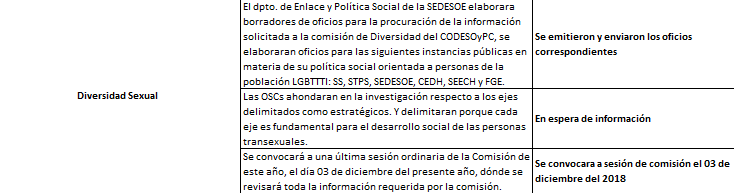 El dpto. de Enlace y Política Social de la SEDESOE elaborara
borradores de oficios para la procuración de la información
solicitada a la comisión de Diversidad del CODESOyPC, se
elaboraran oficios para las siguientes instancias públicas en
materia de su política social orientada a personas de la
población LGBTTTI: SS, STPS, SEDESOE, CEDH, SEECH y FGE.
Se emitieron y enviaron los oficios
correspondientes
Diversidad Sexual
Las OSCs ahondaran en la investigación respecto a los ejes
delimitados como estratégicos. Y delimitaran porque cada
eje es fundamental para el desarrollo social de las personas
transexuales.
En espera de información
Se convocará a una última sesión ordinaria de la Comisión de
este año, el día 03 de diciembre del presente año, dónde se
revisará toda la información requerida por la comisión.
Se convocara a sesión de comisión el 03 de
diciembre del 2018